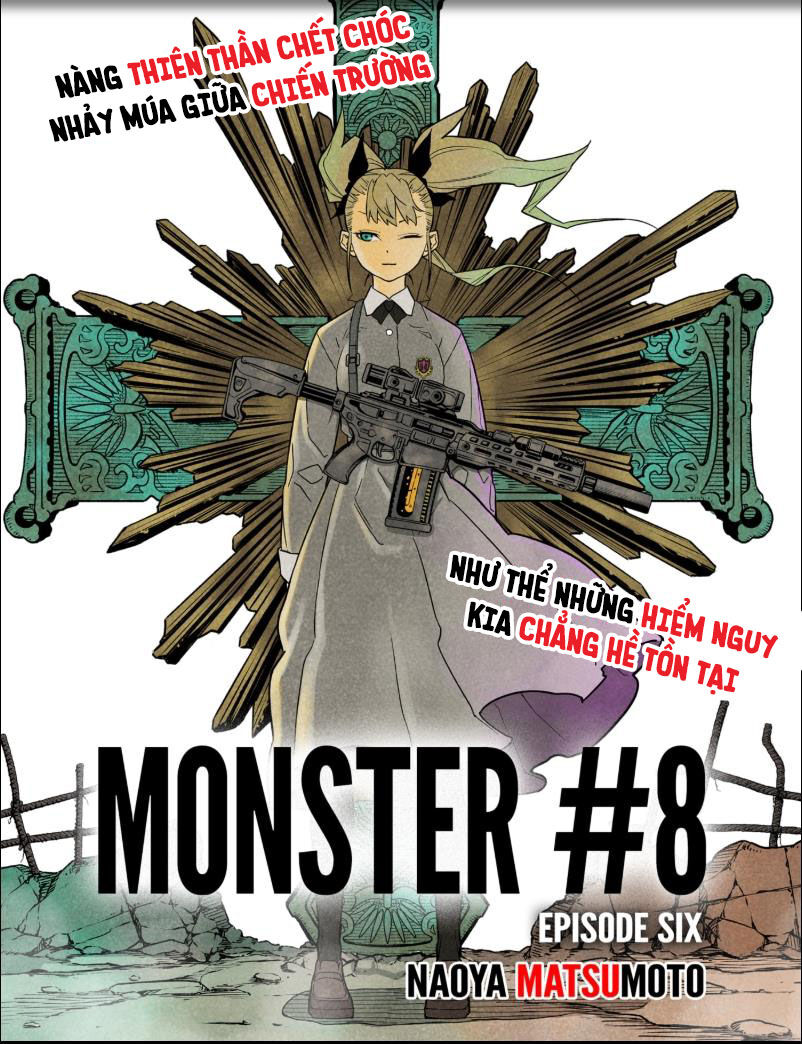 NÀNG THIÊN THẦN CHẾT CHÓC
NHẢY MÚA GIỮA CHIẾN TRƯỜNG
NHƯ THỂ NHỮNG HIỂM NGUY
KIA CHẲNG HỀ TỒN TẠI
MONSTER #8
EPISODE SIX
NAOYA MATSUMOTO